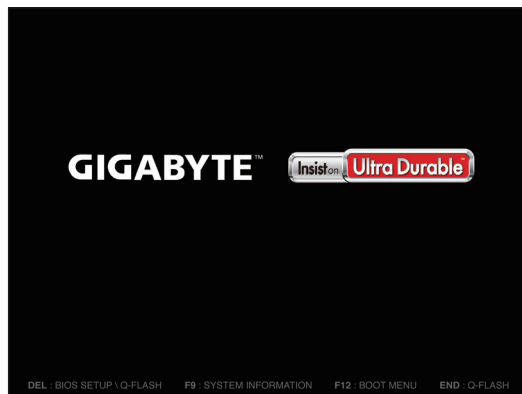 GIGABYTE™ Insist on Ultra Durable™
DEL : BIOS SETUP \ Q-FLASH F9 : SYSTEM INFORMATION F12 : BOOT MENU END : Q-FLASH